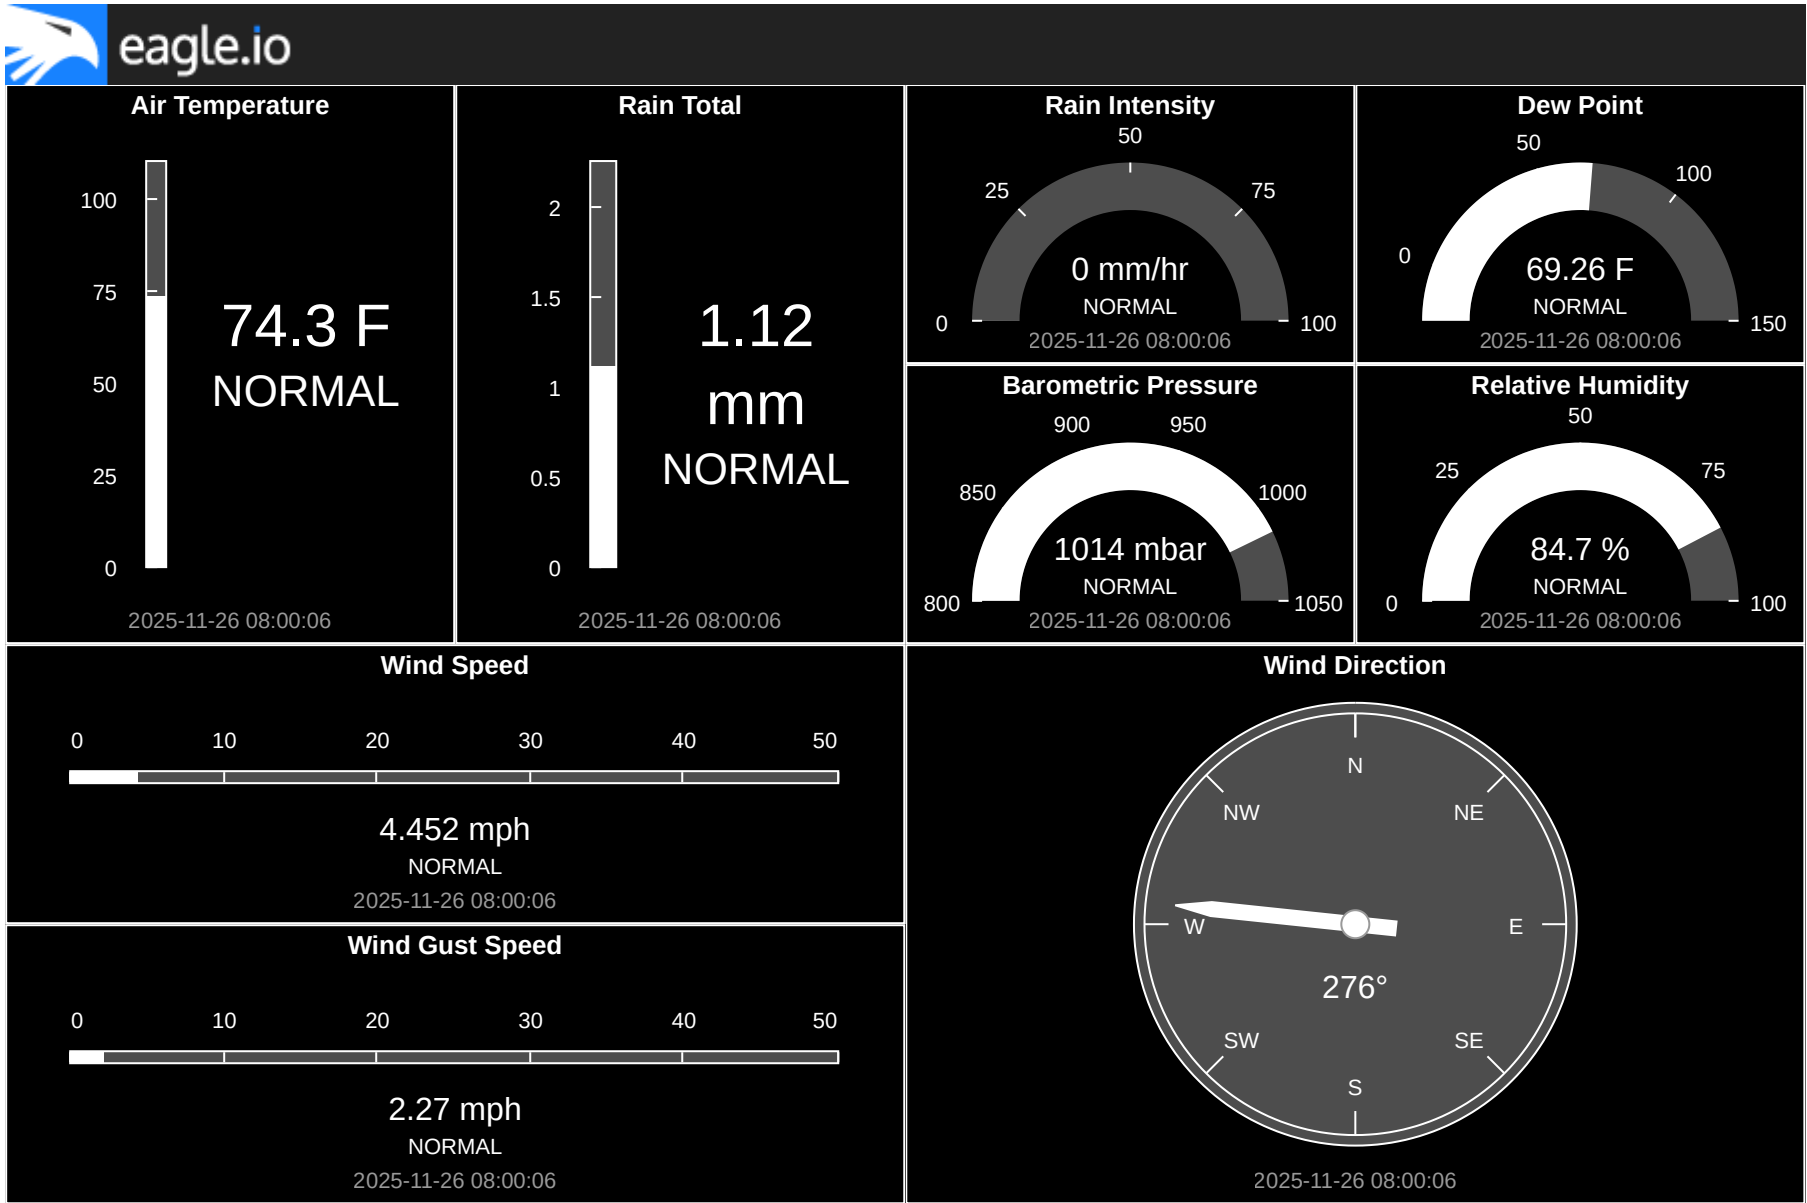 eagle.io
Air Temperature
100
75
50
25
0
74.3 F
NORMAL
2025-11-26 08:00:06
Rain Total
2
1.5
1
0.5
0
1.12
mm
NORMAL
2025-11-26 08:00:06
Rain Intensity
50
25
75
0
100
0 mm/hr
NORMAL
2025-11-26 08:00:06
Dew Point
50
100
0
150
69.26 F
NORMAL
2025-11-26 08:00:06
Barometric Pressure
900
950
850
1000
800
1050
1014 mbar
NORMAL
2025-11-26 08:00:06
Relative Humidity
50
25
75
0
100
84.7 %
NORMAL
2025-11-26 08:00:06
Wind Speed
0 10 20 30 40 50
4.452 mph
NORMAL
2025-11-26 08:00:06
Wind Gust Speed
0 10 20 30 40 50
2.27 mph
NORMAL
2025-11-26 08:00:06
Wind Direction
N
NW NE
W E
276°
SW SE
S
2025-11-26 08:00:06